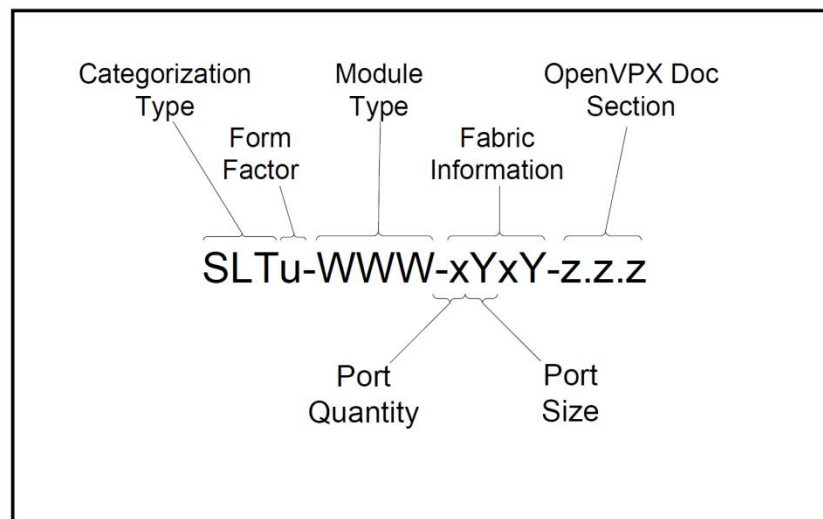 Categorization
Type
Module
Type
OpenVPX Doc
Section
Form
Factor
Fabric
Information
SLTu-WWW-xYxY-z.z.z
Port
Quantity
Port
Size